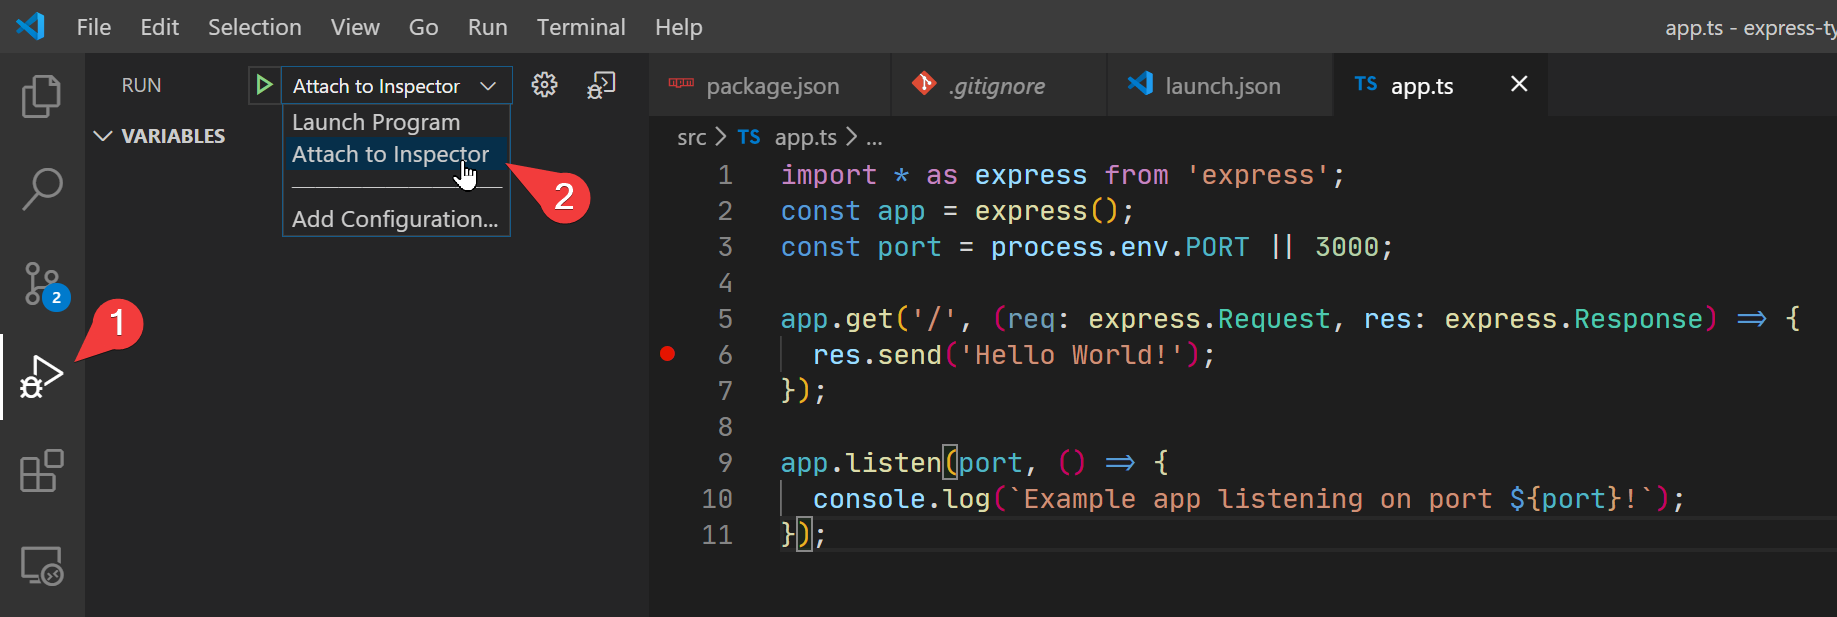 File Edit Selection View Go Run Terminal Help
app.ts - express-ty
RUN
Attach to Inspector
Launch Program
Attach to Inspector
Add Configuration...
VARIABLES
1
2
2
package.json
.gitignore
launch.json
TS app.ts
src > TS app.ts > ...
1 import * as express from 'express';
2 const app = express();
3 const port = process.env.PORT || 3000;
4
5 app.get('/', (req: express.Request, res: express.Response) => {
6 res.send('Hello World!');
7 });
8
9 app.listen(port, () => {
10 console.log(`Example app listening on port ${port}!`);
11 });